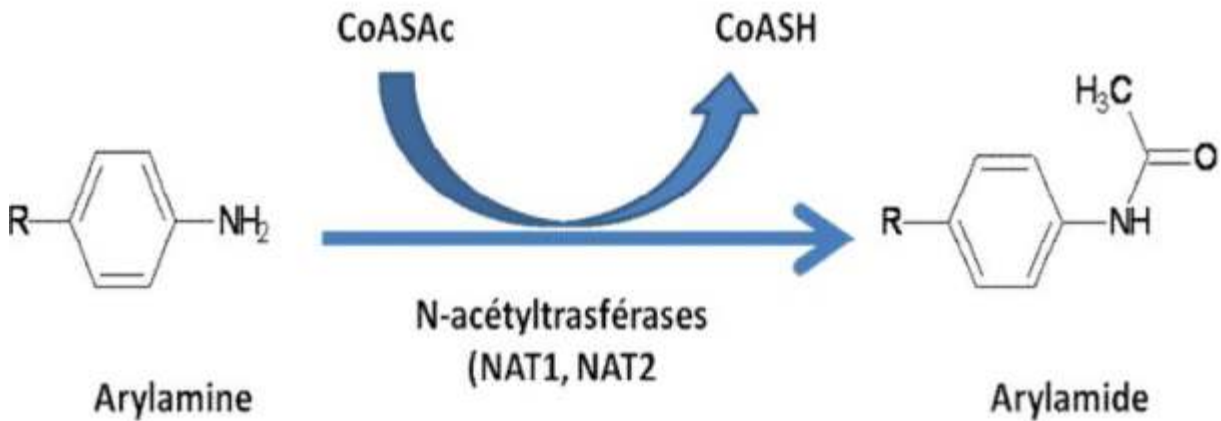 CoASAc
CoASH
H₃C
O
R
NH₂
R
NH
N-acétyltrasférases
(NAT1, NAT2
Arylamine
Arylamide